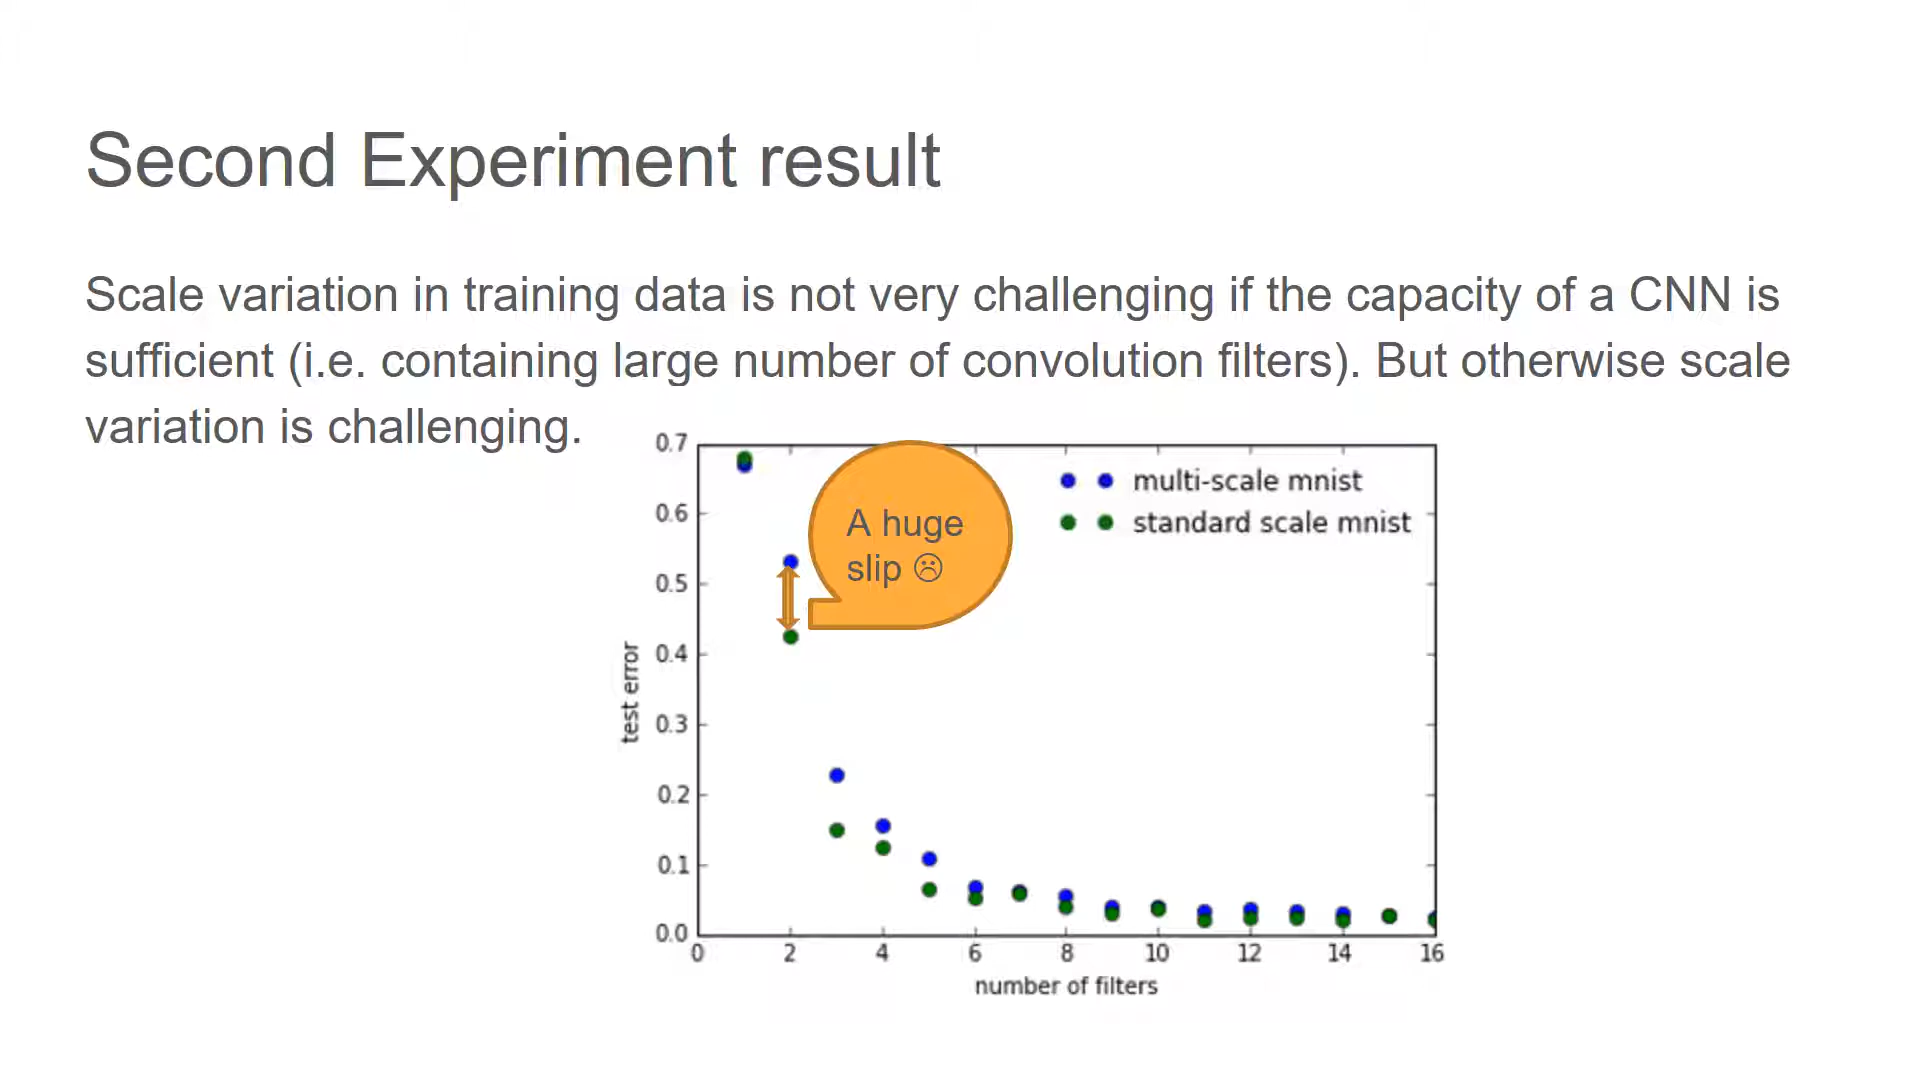 Second Experiment result
Scale variation in training data is not very challenging if the capacity of a CNN is
sufficient (i.e. containing large number of convolution filters). But otherwise scale
variation is challenging.
A huge
slip ☹
multi-scale mnist
standard scale mnist
test error
0.7
0.6
0.5
0.4
0.3
0.2
0.1
0.0
0 2 4 6 8 10 12 14 16
number of filters